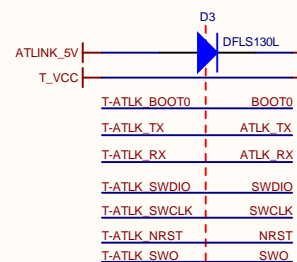 D3
DFLS130L
ATLINK_5V
T_VCC
T-ATLK_BOOT0 BOOT0
T-ATLK_TX ATLK_TX
T-ATLK_RX ATLK_RX
T-ATLK_SWDIO SWDIO
T-ATLK_SWCLK SWCLK
T-ATLK_NRST NRST
T-ATLK_SWO SWO